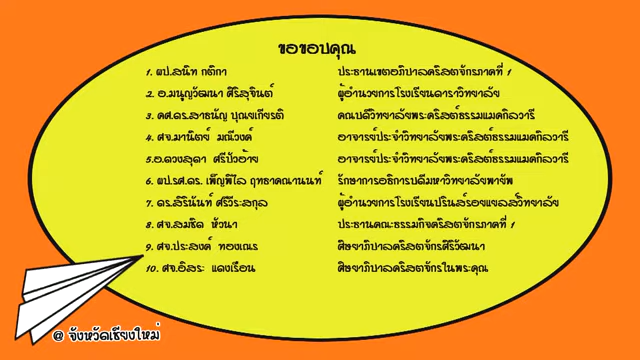 ขอขอบคุณ
1. ผป.สนิท กติกา ประธานเขตอภิบาลคริสตจักรภาคที่ 1
2. อ.มนูญวัฒนา ศิริสุจินต์ ผู้อำนวยการโรงเรียนดาราวิทยาลัย
3. คศ.ดร.สาธนัญ บุณยเกียรติ คณบดีวิทยาลัยพระคริสต์ธรรมแมคกิลวารี
4. ศจ.มานิตย์ มณีวงค์ อาจารย์ประจำวิทยาลัยพระคริสต์ธรรมแมคกิลวารี
5.อ.ดวงสุดา ศรีบัวอ้าย อาจารย์ประจำวิทยาลัยพระคริสต์ธรรมแมคกิลวารี
6. ผป.รศ.ดร. เพ็ญพิไล ฤทธาคณานนท์ รักษาการอธิการบดีมหาวิทยาลัยพายัพ
7. ดร.สิรินันท์ ศรีวีระสกุล ผู้อำนวยการโรงเรียนปรินส์รอยแยลส์วิทยาลัย
8. ศจ.สมชิด หัวนา ประธานคณะธรรมกิจคริสตจักรภาคที่ 1
9. ศจ.ประสงค์ ทองเณร ศิษยาภิบาลคริสตจักรศิริวัฒนา
10. ศจ.อิสระ แดงเรือน ศิษยาภิบาลคริสตจักรในพระคุณ
@ จังหวัดเชียงใหม่